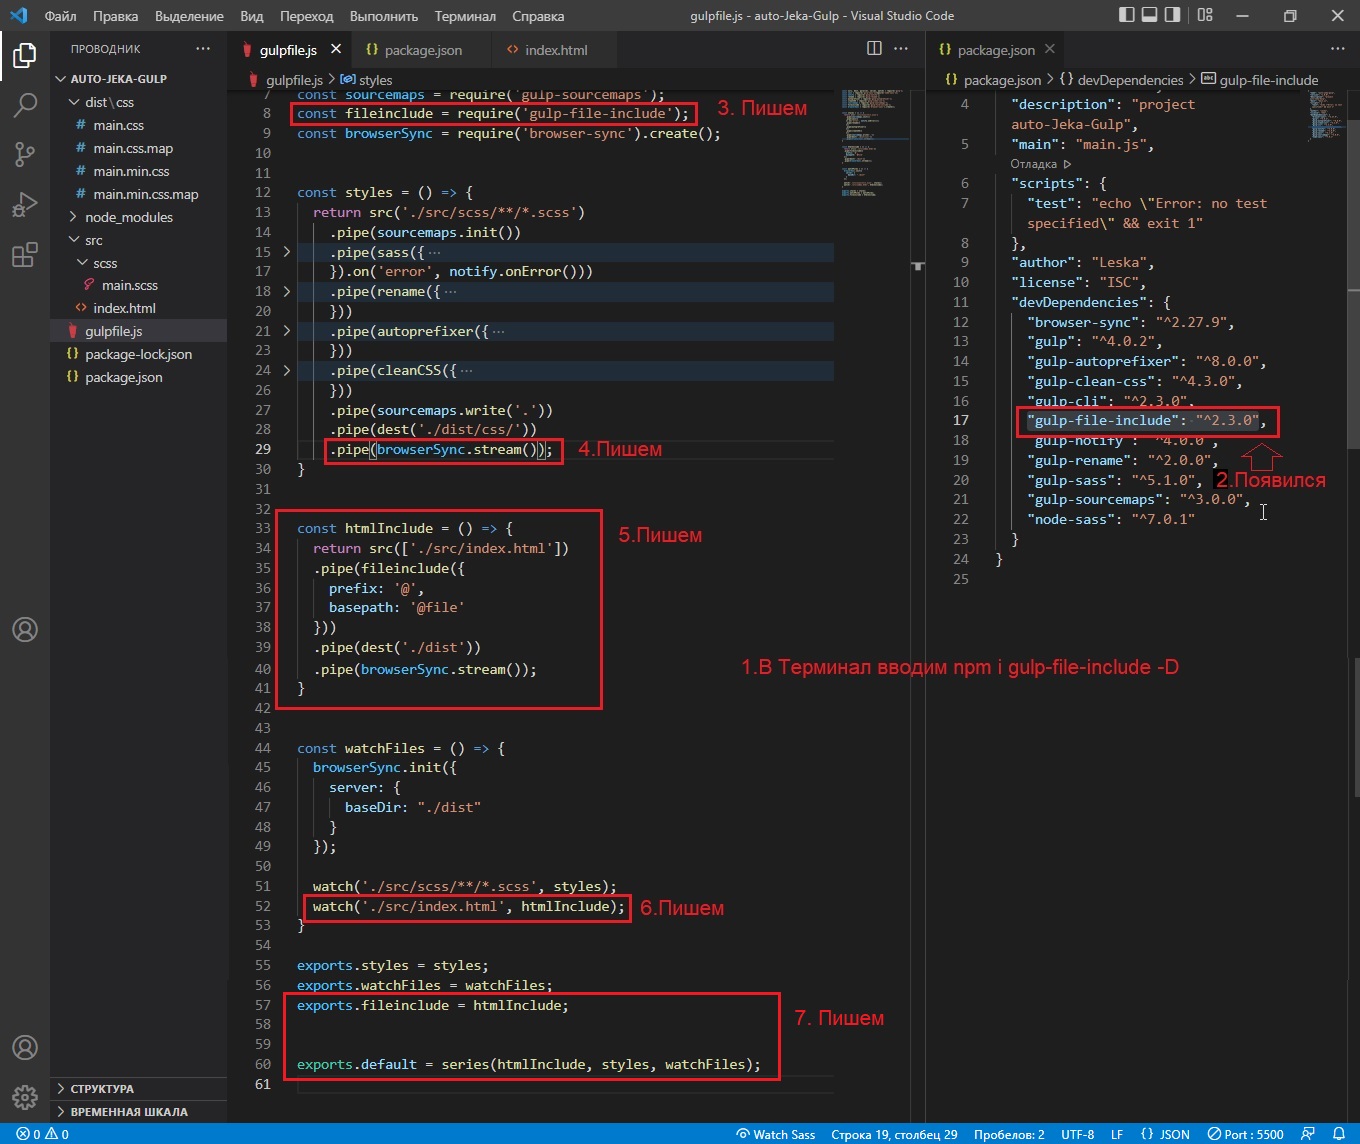 Файл Правка Выделение Вид Переход Выполнить Терминал Справка
gulpfile.js - auto-Jeka-Gulp - Visual Studio Code
ПРОВОДНИК
AUTO-JEKA-GULP
dist\css
# main.css
# main.css.map
# main.min.css
# main.min.css.map
node_modules
src
scss
main.scss
<> index.html
gulpfile.js
{} package-lock.json
{} package.json
СТРУКТУРА
ВРЕМЕННАЯ ШКАЛА
gulpfile.js
{} package.json
<> index.html
gulpfile.js > styles
7 const sourcemaps = require('gulp-sourcemaps');
8 const fileinclude = require('gulp-file-include');
3. Пишем
9 const browserSync = require('browser-sync').create();
10
11
12 const styles = () => {
13 return src('./src/scss/**/*.scss')
14 .pipe(sourcemaps.init())
15 .pipe(sass({ ···
17 }).on('error', notify.onError()))
18 .pipe(rename({ ···
20 }))
21 .pipe(autoprefixer({ ···
23 }))
24 .pipe(cleanCSS({ ···
26 }))
27 .pipe(sourcemaps.write('.'))
28 .pipe(dest('./dist/css/'))
29 .pipe(browserSync.stream());
4.Пишем
30 }
31
32
33 const htmlInclude = () => {
5.Пишем
34 return src(['./src/index.html'])
35 .pipe(fileinclude({
36 prefix: '@',
37 basepath: '@file'
38 }))
39 .pipe(dest('./dist'))
40 .pipe(browserSync.stream());
41 }
42
43
44 const watchFiles = () => {
45 browserSync.init({
46 server: {
47 baseDir: "./dist"
48 }
49 });
50
51 watch('./src/scss/**/*.scss', styles);
52 watch('./src/index.html', htmlInclude);
6.Пишем
53 }
54
55 exports.styles = styles;
56 exports.watchFiles = watchFiles;
57 exports.fileinclude = htmlInclude;
7. Пишем
58
59
60 exports.default = series(htmlInclude, styles, watchFiles);
61
{} package.json
{} package.json > {} devDependencies > abc gulp-file-include
4 "description": "project
auto-Jeka-Gulp",
5 "main": "main.js",
Отладка
6 "scripts": {
7 "test": "echo \"Error: no test
specified\" && exit 1"
8 },
9 "author": "Leska",
10 "license": "ISC",
11 "devDependencies": {
12 "browser-sync": "^2.27.9",
13 "gulp": "^4.0.2",
14 "gulp-autoprefixer": "^8.0.0",
15 "gulp-clean-css": "^4.3.0",
16 "gulp-cli": "^2.3.0",
17 "gulp-file-include": "^2.3.0",
18 "gulp-notify": "^4.0.0",
19 "gulp-rename": "^2.0.0",
20 "gulp-sass": "^5.1.0",
2.Появился
21 "gulp-sourcemaps": "^3.0.0",
22 "node-sass": "^7.0.1"
23 }
24 }
25
1.В Терминал вводим npm i gulp-file-include -D
0 0 Watch Sass Строка 19, столбец 29 Пробелов: 2 UTF-8 LF {} JSON Port : 5500